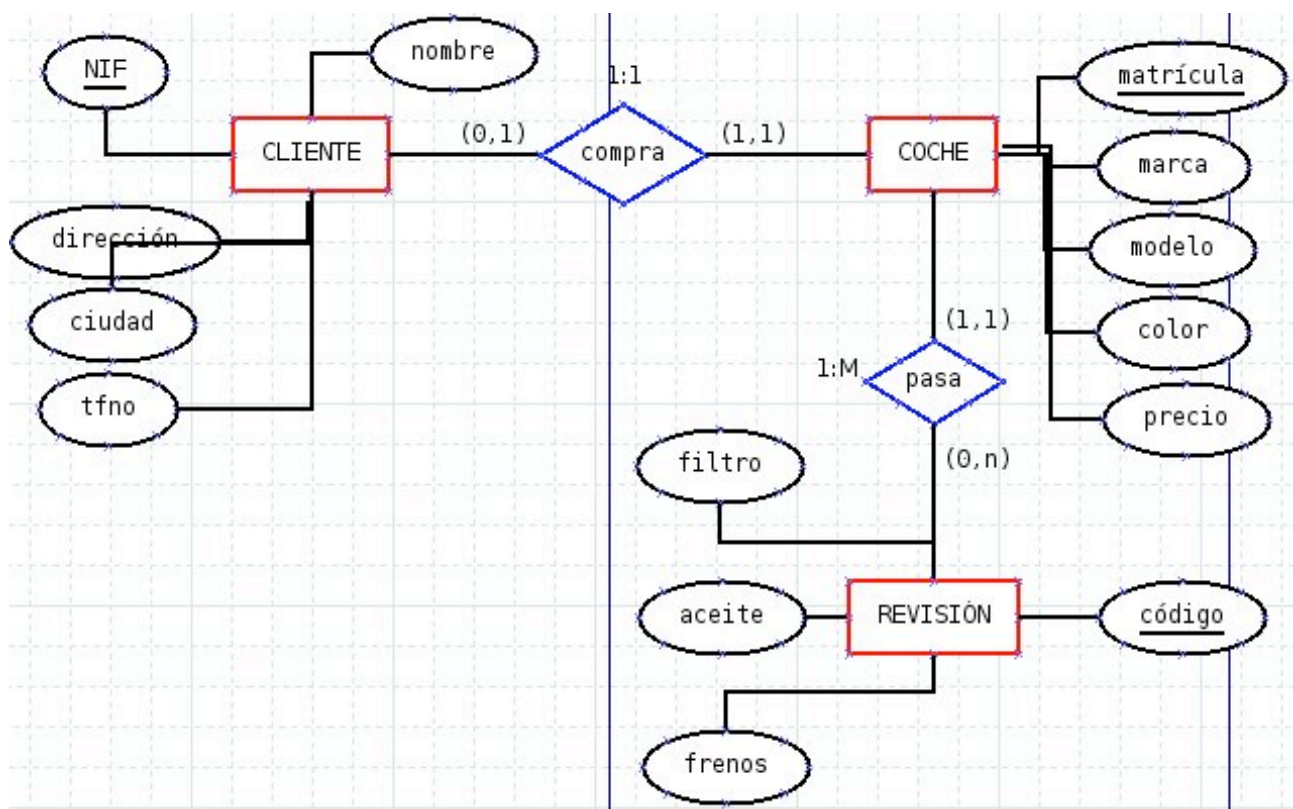 NIF
nombre
1:1
matrícula
CLIENTE
(0,1)
compra
(1,1)
COCHE
marca
dirección
modelo
ciudad
color
(1,1)
1:M
pasa
tfno
precio
filtro
(0,n)
aceite
REVISIÓN
código
frenos